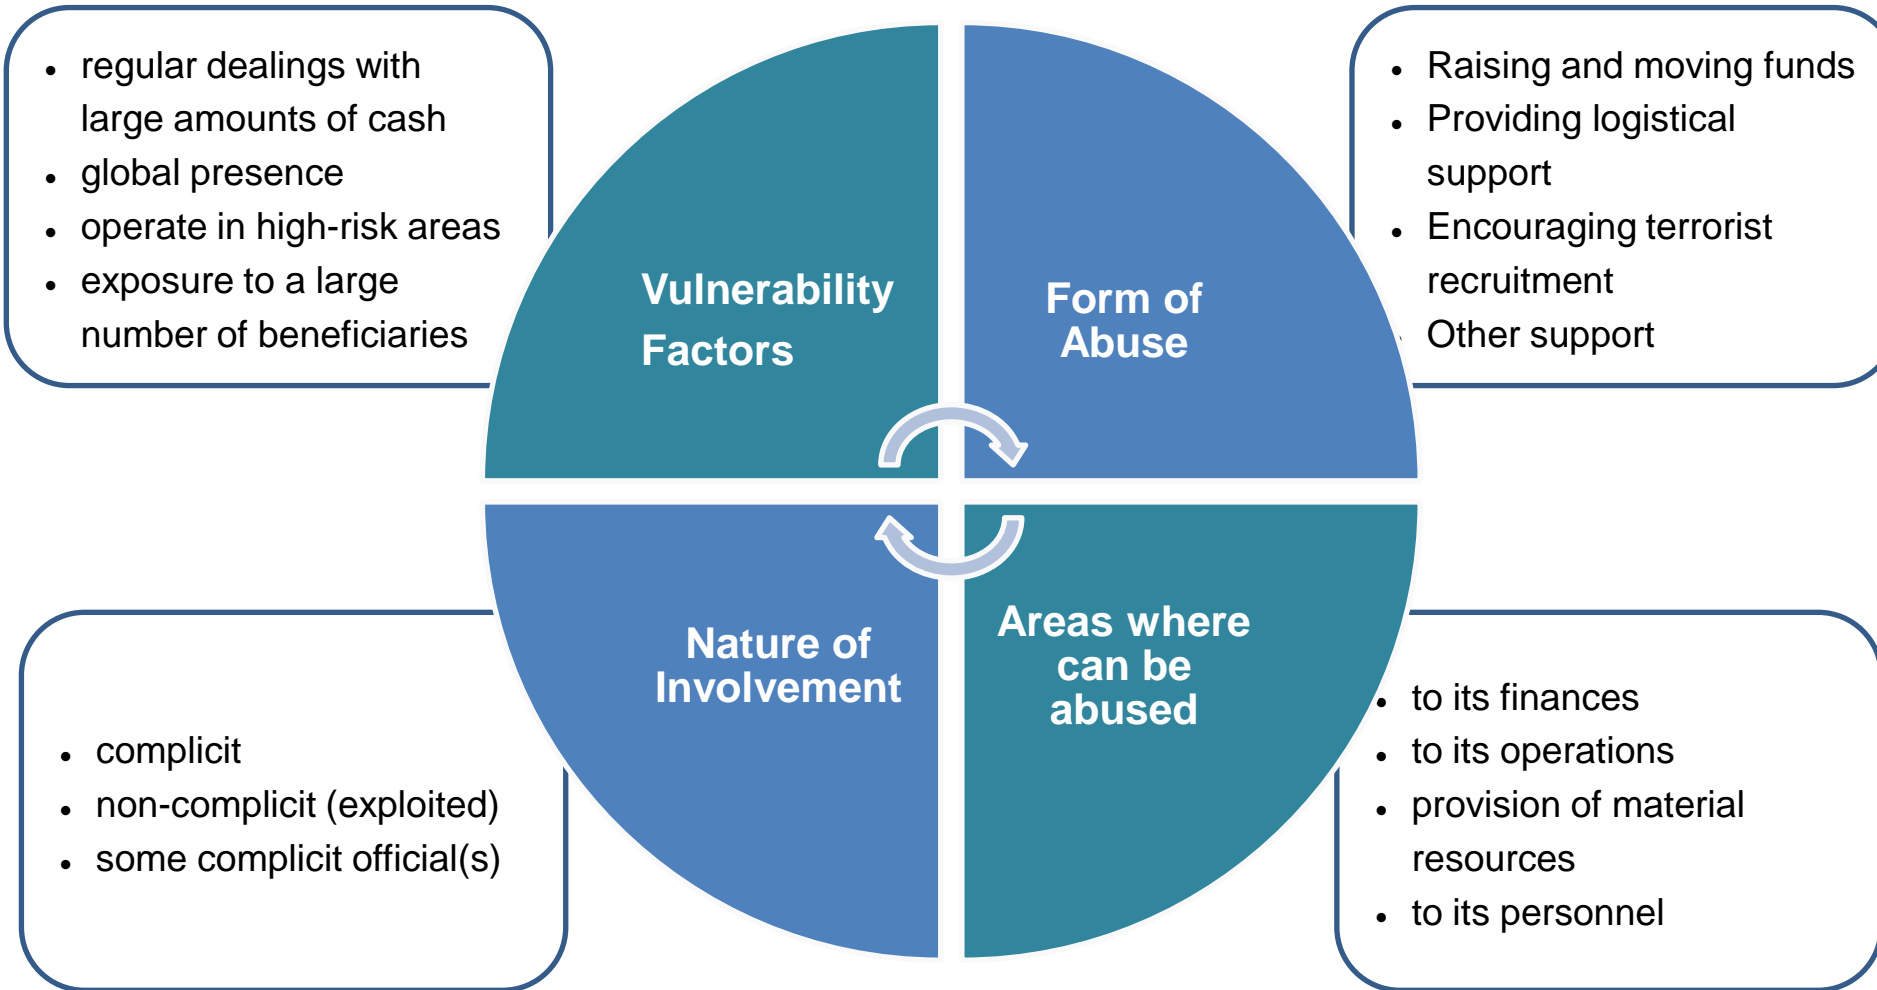 • regular dealings with
large amounts of cash
• global presence
• operate in high-risk areas
• exposure to a large
number of beneficiaries
Vulnerability
Factors
Form of
Abuse
• Raising and moving funds
• Providing logistical
support
• Encouraging terrorist
recruitment
• Other support
Nature of
Involvement
• complicit
• non-complicit (exploited)
• some complicit official(s)
Areas where
can be
abused
• to its finances
• to its operations
• provision of material
resources
• to its personnel